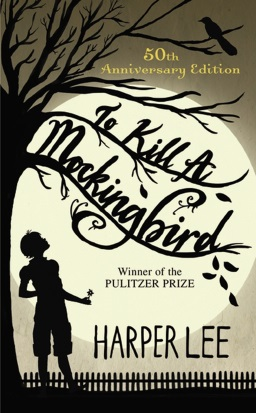 50th
Anniversary Edition
To Kill A
Mockingbird
Winner of the
PULITZER PRIZE
HARPER LEE